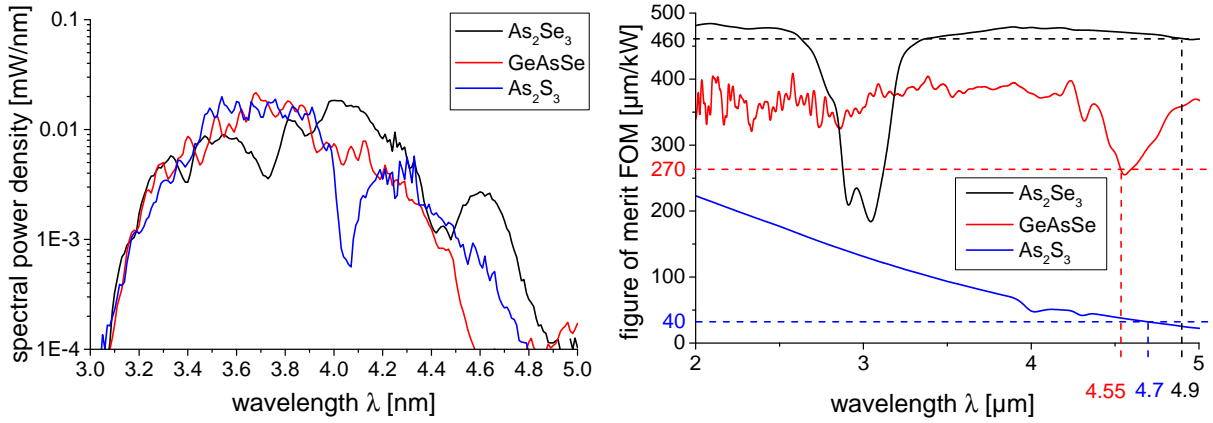 spectral power density [mW/nm]
0.1
0.01
1E-3
1E-4
As2Se3
GeAsSe
As2S3
3.0 3.2 3.4 3.6 3.8 4.0 4.2 4.4 4.6 4.8 5.0
wavelength λ [nm]
figure of merit FOM [µm/kW]
500
460
400
300
270
200
100
40
0
As2Se3
GeAsSe
As2S3
2 3 4 5
4.55 4.7 4.9
wavelength λ [µm]